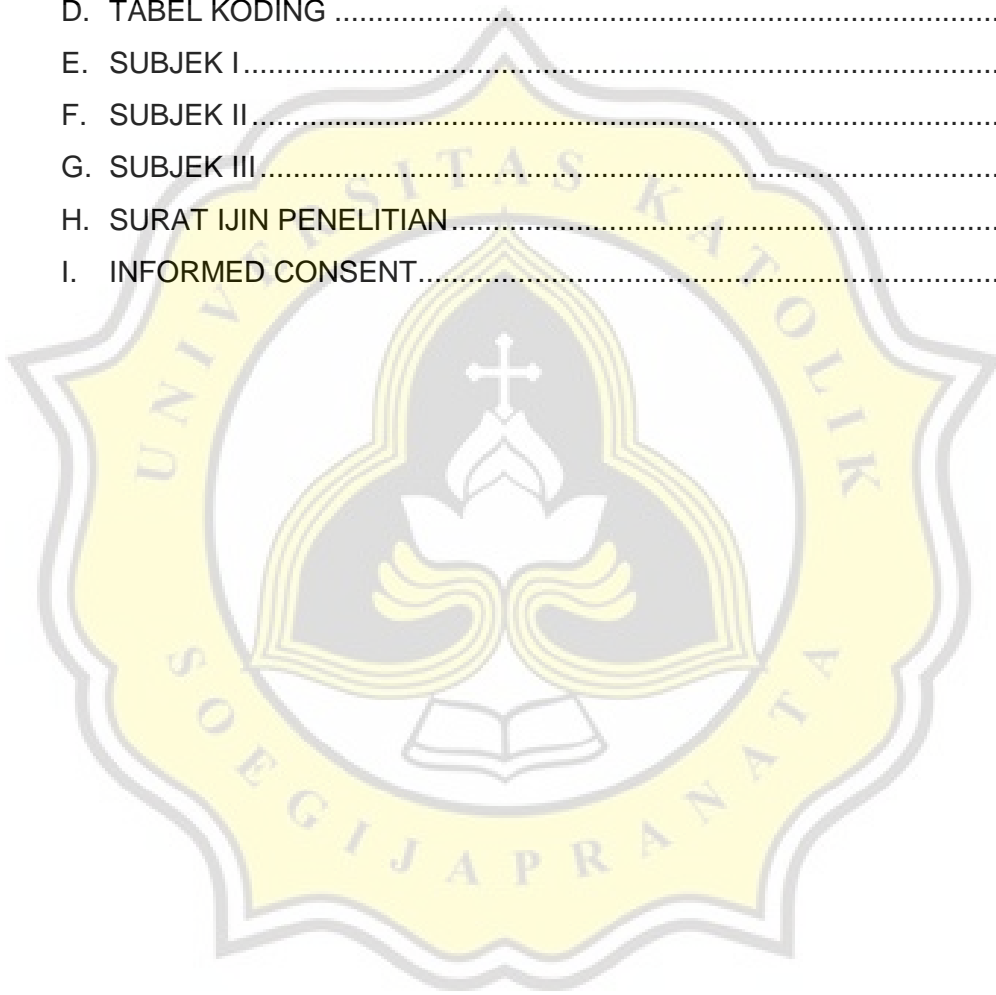 D. TABEL KODING ................................................................................
E. SUBJEK I ...........................................................................................
F. SUBJEK II ..........................................................................................
G. SUBJEK III .........................................................................................
H. SURAT IJIN PENELITIAN ..................................................................
I. INFORMED CONSENT ......................................................................
UNIVERSITAS KATOLIK
SOEGIJAPRANATA